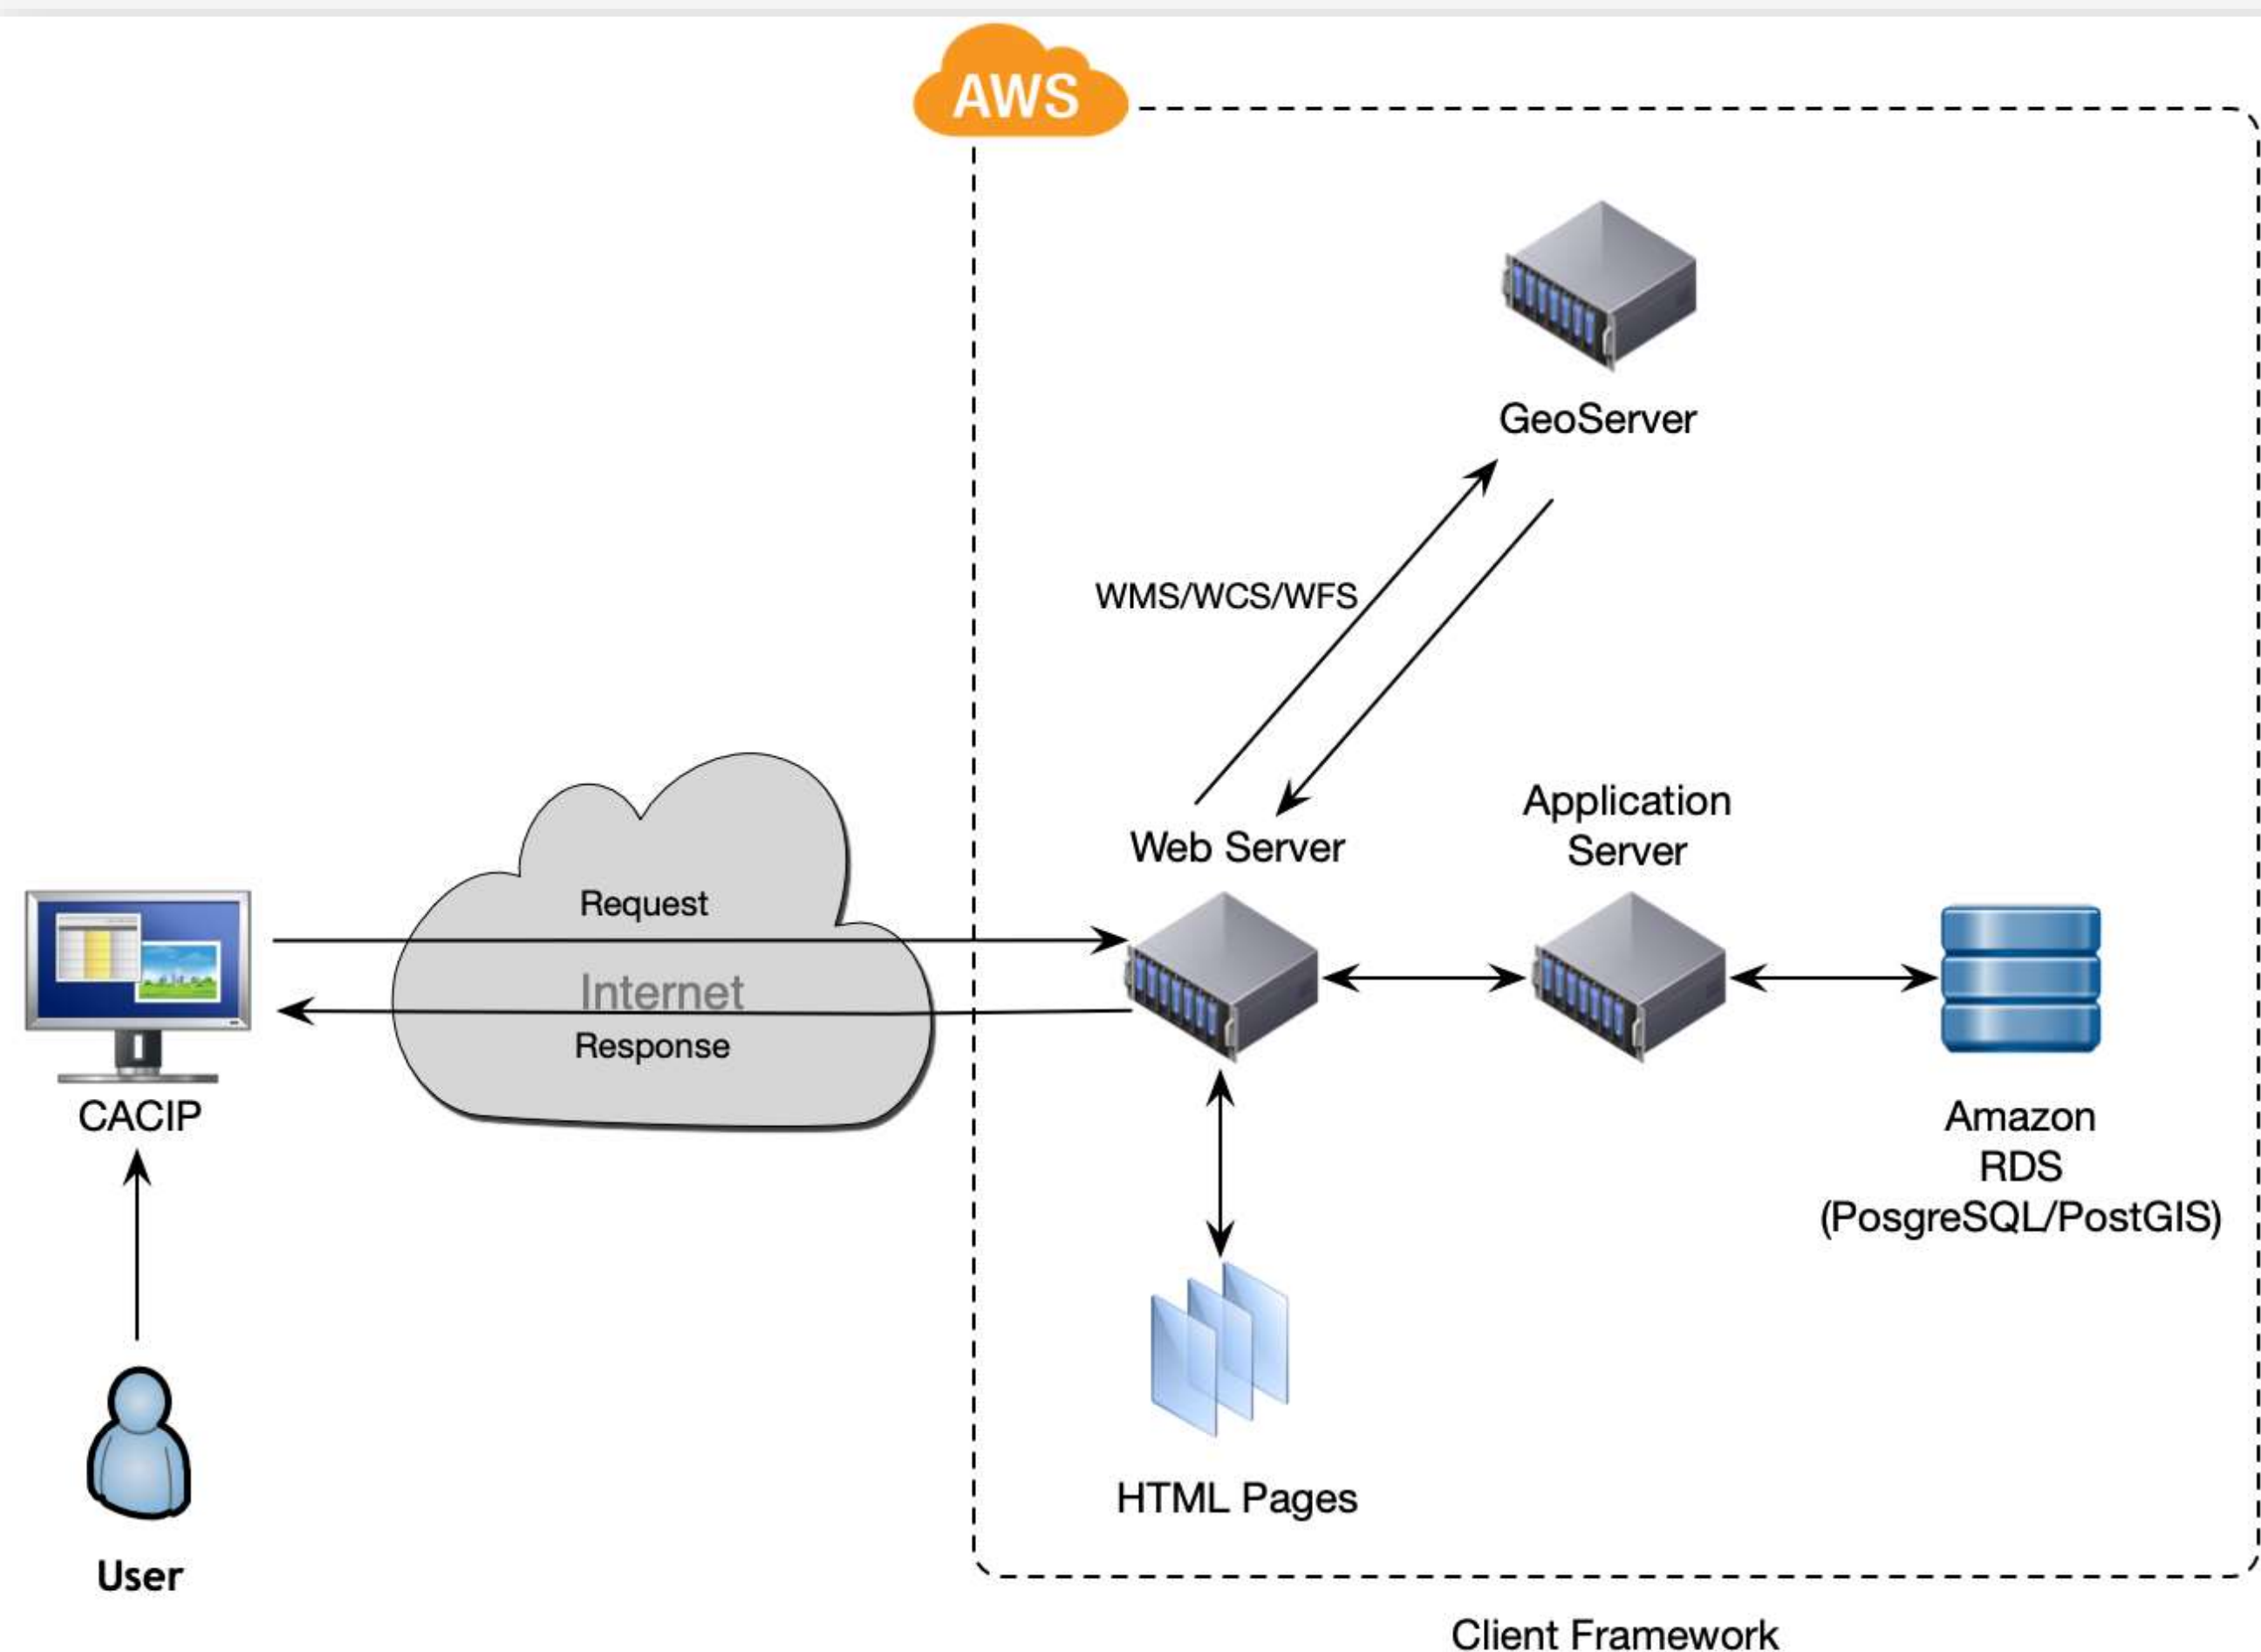 AWS
GeoServer
WMS/WCS/WFS
Web Server
Application
Server
Request
Internet
Response
CACIP
Amazon
RDS
(PosgreSQL/PostGIS)
HTML Pages
User
Client Framework